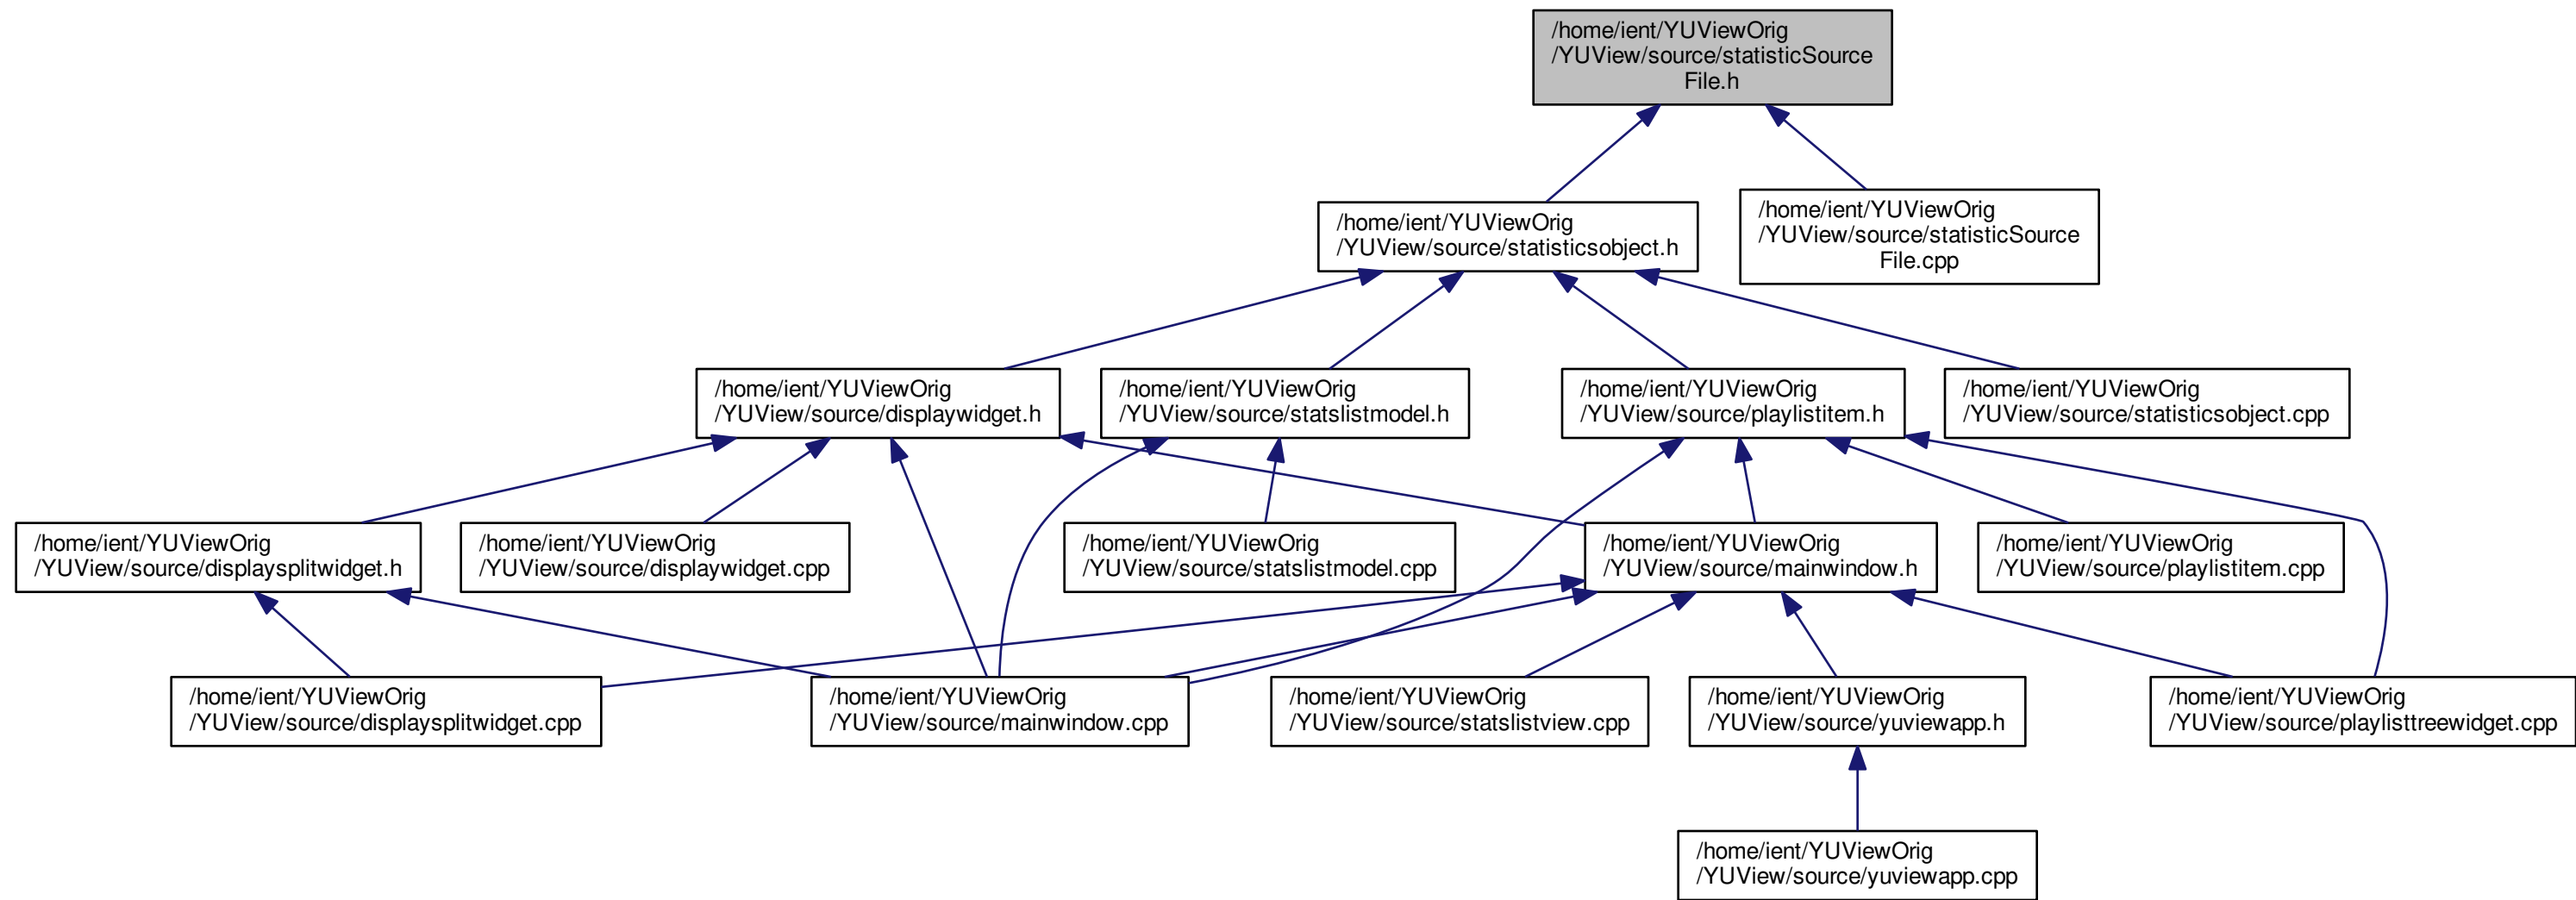 /home/ient/YUViewOrig
/YUView/source/statisticSource
File.h
/home/ient/YUViewOrig
/YUView/source/statisticsobject.h
/home/ient/YUViewOrig
/YUView/source/statisticSource
File.cpp
/home/ient/YUViewOrig
/YUView/source/displaywidget.h
/home/ient/YUViewOrig
/YUView/source/statslistmodel.h
/home/ient/YUViewOrig
/YUView/source/playlistitem.h
/home/ient/YUViewOrig
/YUView/source/statisticsobject.cpp
/home/ient/YUViewOrig
/YUView/source/displaysplitwidget.h
/home/ient/YUViewOrig
/YUView/source/displaywidget.cpp
/home/ient/YUViewOrig
/YUView/source/statslistmodel.cpp
/home/ient/YUViewOrig
/YUView/source/mainwindow.h
/home/ient/YUViewOrig
/YUView/source/playlistitem.cpp
/home/ient/YUViewOrig
/YUView/source/displaysplitwidget.cpp
/home/ient/YUViewOrig
/YUView/source/mainwindow.cpp
/home/ient/YUViewOrig
/YUView/source/statslistview.cpp
/home/ient/YUViewOrig
/YUView/source/yuviewapp.h
/home/ient/YUViewOrig
/YUView/source/playlisttreewidget.cpp
/home/ient/YUViewOrig
/YUView/source/yuviewapp.cpp